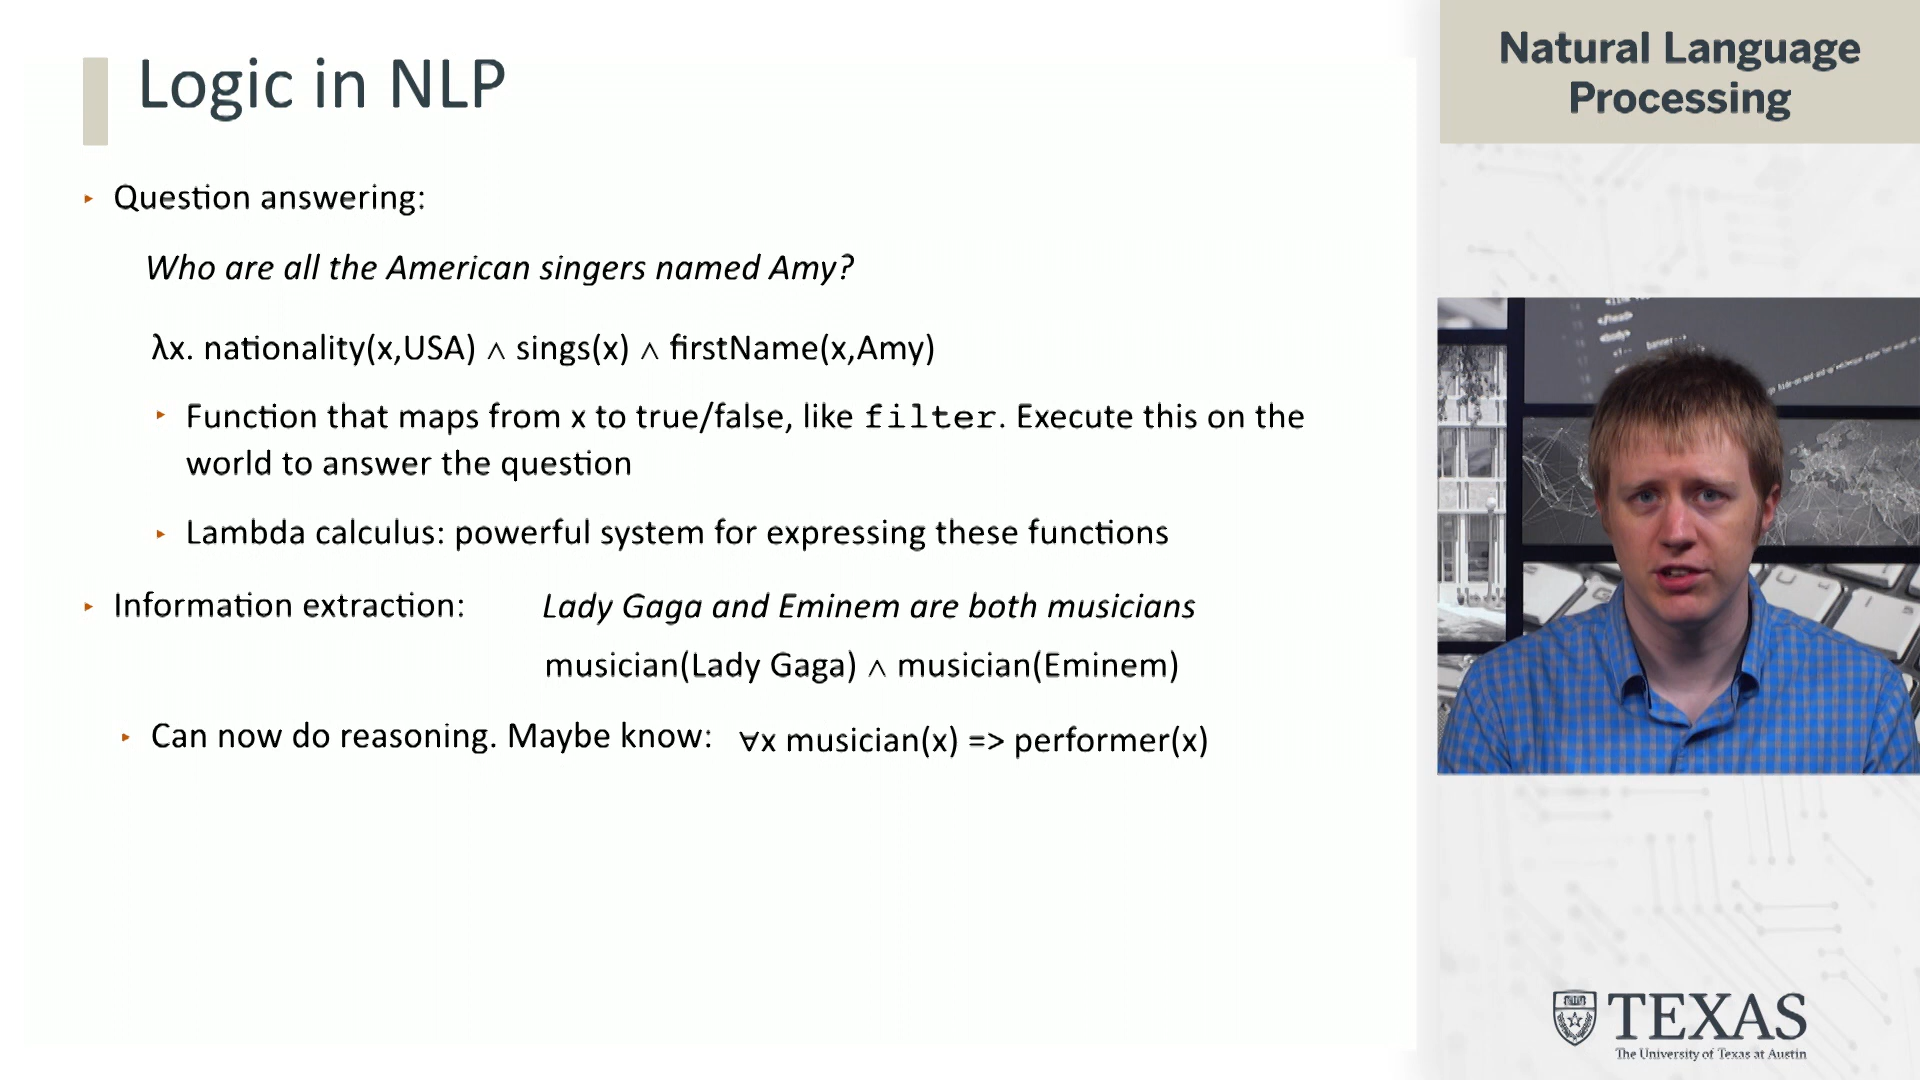 Logic in NLP
Natural Language
Processing
Question answering:
Who are all the American singers named Amy?
λx. nationality(x,USA) ∧ sings(x) ∧ firstName(x,Amy)
Function that maps from x to true/false, like filter. Execute this on the
world to answer the question
Lambda calculus: powerful system for expressing these functions
Information extraction: Lady Gaga and Eminem are both musicians
musician(Lady Gaga) ∧ musician(Eminem)
Can now do reasoning. Maybe know: ∀x musician(x) => performer(x)
TEXAS
The University of Texas at Austin